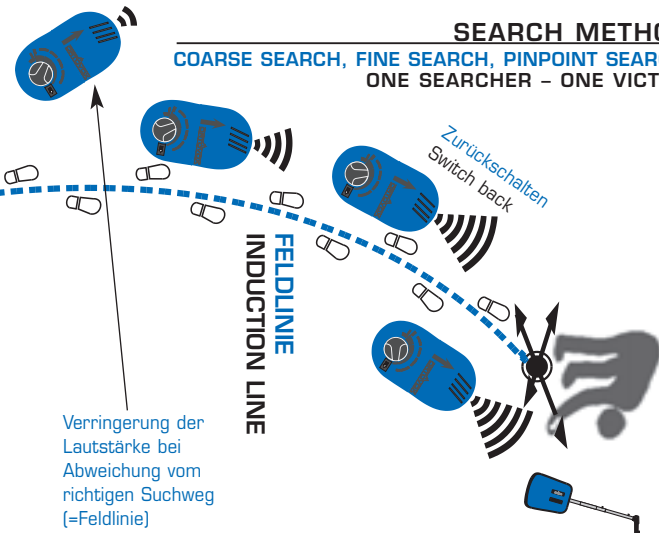 SEARCH METHO
COARSE SEARCH, FINE SEARCH, PINPOINT SEAR
ONE SEARCHER – ONE VICT
Zurückschalten
Switch back
FELDLINIE
INDUCTION LINE
Verringerung der
Lautstärke bei
Abweichung vom
richtigen Suchweg
(=Feldlinie)